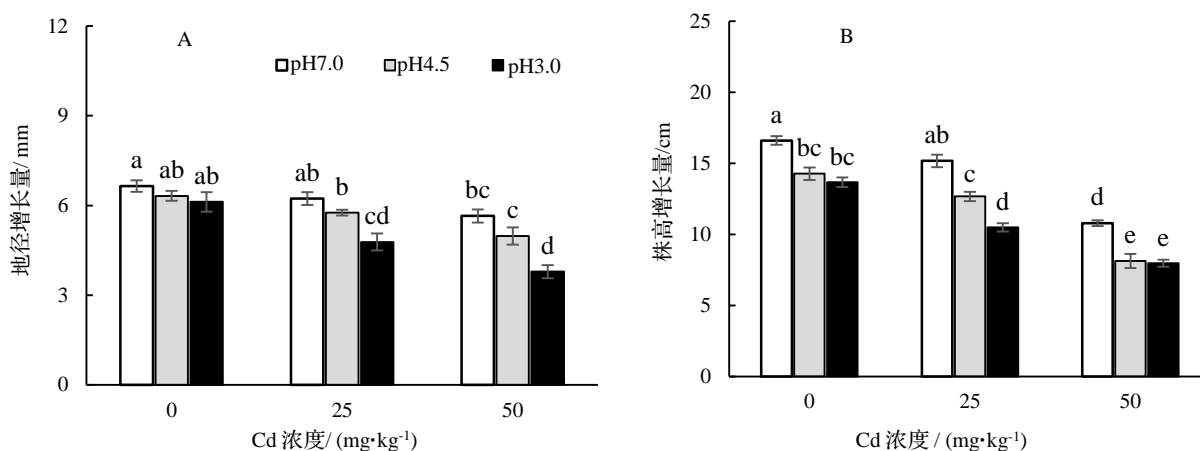 A
pH7.0 pH4.5 pH3.0
12
9
6
3
0
地径增长量/mm
a ab ab
ab b cd
bc c d
0 25 50
Cd 浓度/ (mg·kg⁻¹)
B
25
20
15
10
5
0
株高增长量/cm
a bc bc
ab c d
d e e
0 25 50
Cd 浓度 / (mg·kg⁻¹)